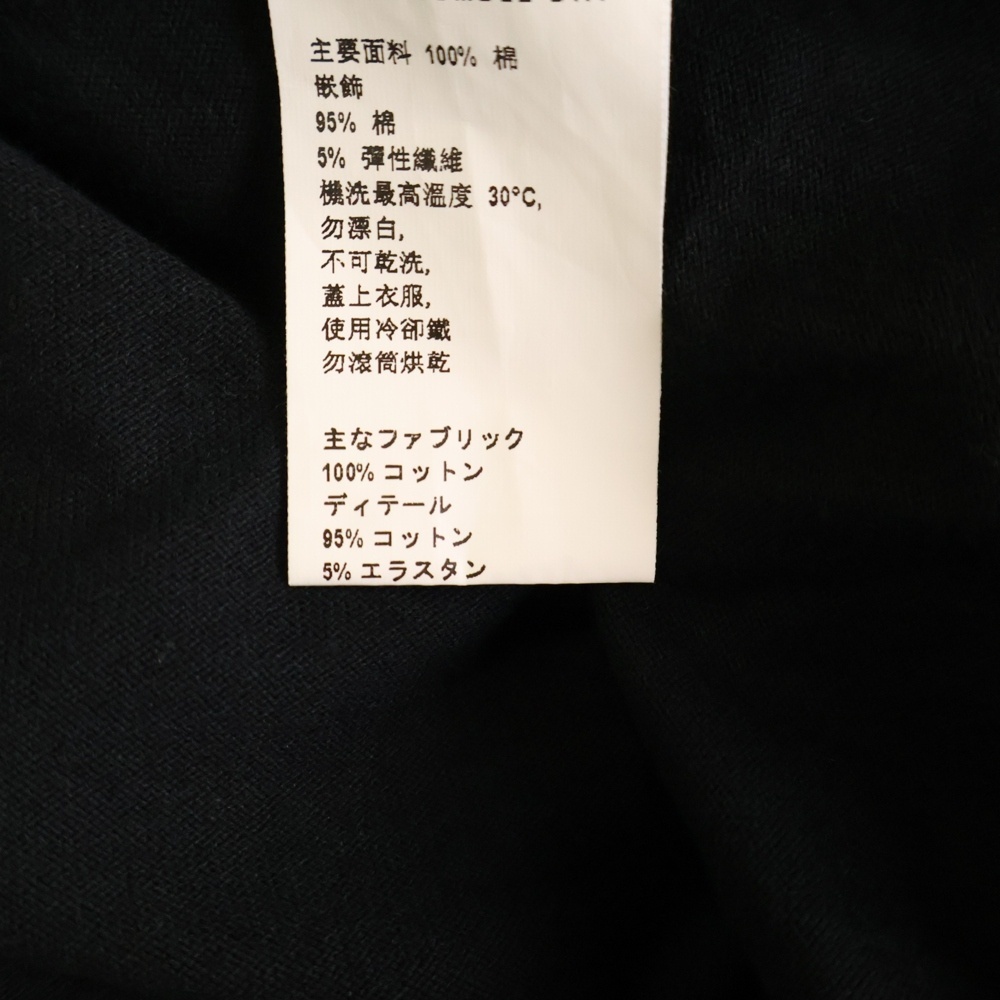 主要面料 100% 棉
嵌飾
95% 棉
5% 彈性纖維
機洗最高溫度 30°C,
勿漂白,
不可乾洗,
蓋上衣服,
使用冷卻鐵
勿滾筒烘乾
主なファブリック
100% コットン
ディテール
95% コットン
5% エラスタン